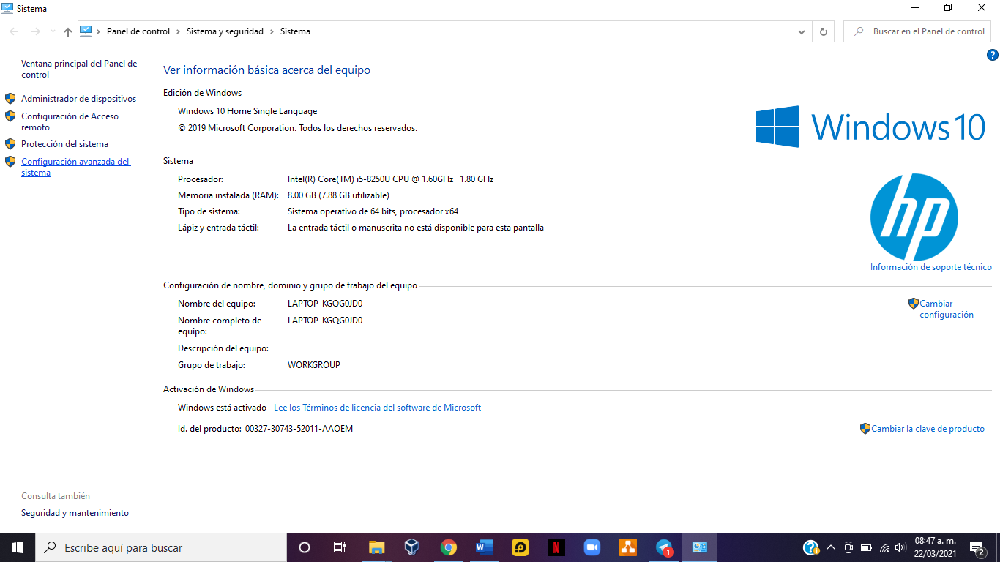 Sistema
Panel de control > Sistema y seguridad > Sistema
Buscar en el Panel de control
Ventana principal del Panel de
control
Administrador de dispositivos
Configuración de Acceso
remoto
Protección del sistema
Configuración avanzada del
sistema
Ver información básica acerca del equipo
Edición de Windows
Windows 10 Home Single Language
© 2019 Microsoft Corporation. Todos los derechos reservados.
Windows 10
Sistema
Procesador: Intel(R) Core(TM) i5-8250U CPU @ 1.60GHz 1.80 GHz
Memoria instalada (RAM): 8.00 GB (7.88 GB utilizable)
Tipo de sistema: Sistema operativo de 64 bits, procesador x64
Lápiz y entrada táctil: La entrada táctil o manuscrita no está disponible para esta pantalla
hp
Información de soporte técnico
Configuración de nombre, dominio y grupo de trabajo del equipo
Nombre del equipo: LAPTOP-KGQG0JD0
Cambiar
configuración
Nombre completo de
equipo: LAPTOP-KGQG0JD0
Descripción del equipo:
Grupo de trabajo: WORKGROUP
Activación de Windows
Windows está activado Lee los Términos de licencia del software de Microsoft
Id. del producto: 00327-30743-52011-AAOEM
Cambiar la clave de producto
Consulta también
Seguridad y mantenimiento
Escribe aquí para buscar
08:47 a. m.
22/03/2021
1
2